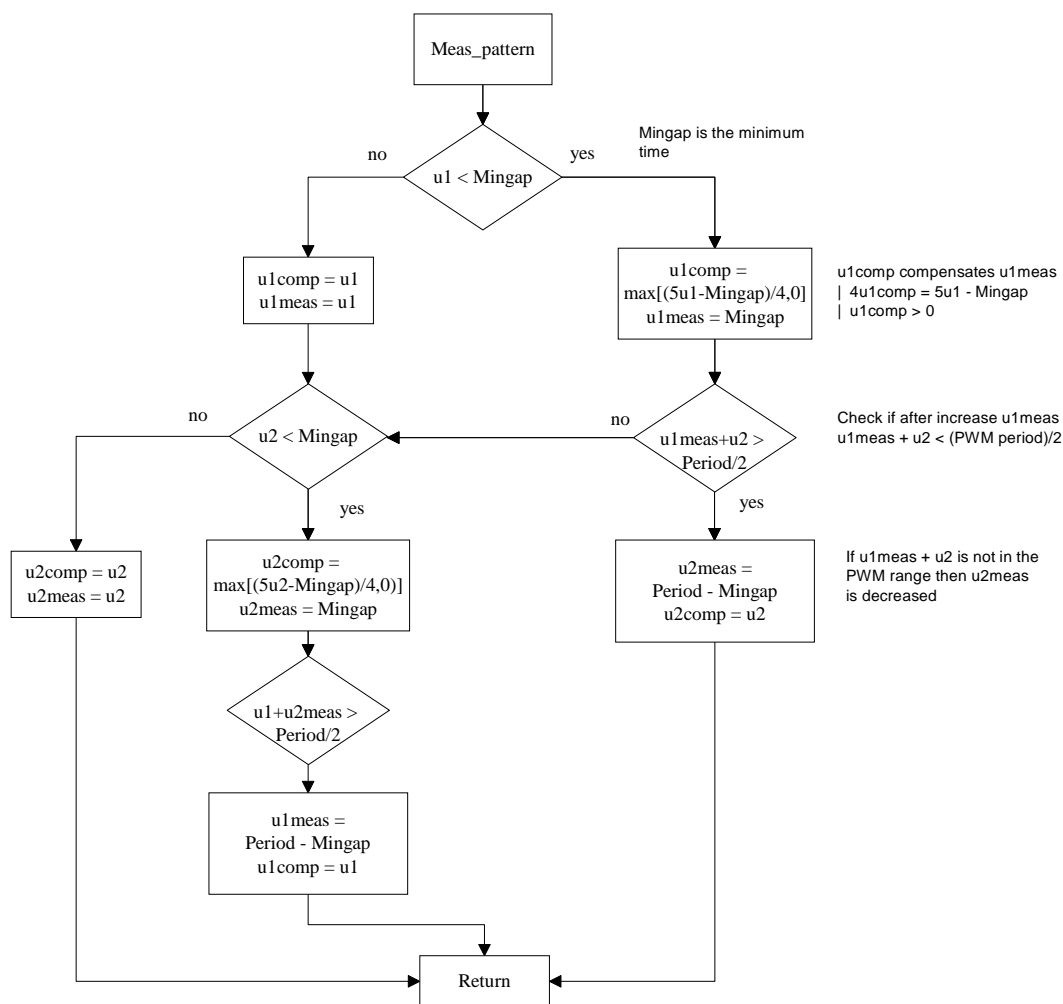 Meas_pattern
Mingap is the minimum
time
no
yes
u1 < Mingap
u1comp = u1
u1meas = u1
u1comp =
max[(5u1-Mingap)/4,0]
u1meas = Mingap
u1comp compensates u1meas
| 4u1comp = 5u1 - Mingap
| u1comp > 0
no
u2 < Mingap
no
u1meas+u2 >
Period/2
Check if after increase u1meas
u1meas + u2 < (PWM period)/2
yes
yes
u2comp = u2
u2meas = u2
u2comp =
max[(5u2-Mingap)/4,0)]
u2meas = Mingap
u2meas =
Period - Mingap
u2comp = u2
If u1meas + u2 is not in the
PWM range then u2meas
is decreased
u1+u2meas >
Period/2
u1meas =
Period - Mingap
u1comp = u1
Return